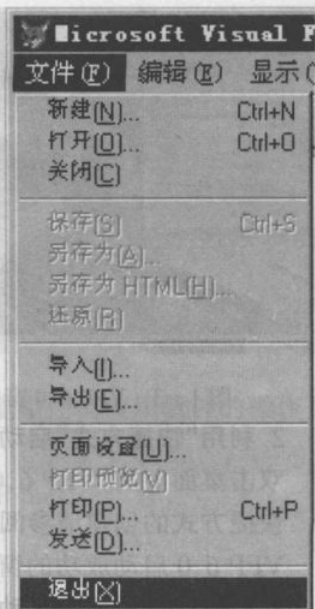 Microsoft Visual F
文件(F) 编辑(E) 显示(
新建(N)... Ctrl+N
打开(O)... Ctrl+O
关闭(C)
保存(S) Ctrl+S
另存为(A)...
另存为 HTML(H)...
还原(R)
导入(I)...
导出(E)...
页面设置(U)...
打印预览(V)
打印(P)... Ctrl+P
发送(D)...
退出(X)